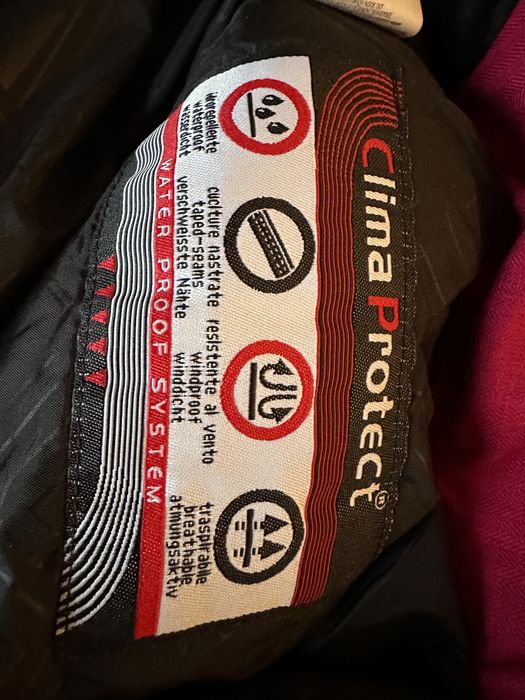 Clima Protect®
idrorepellente
waterproof
wasserdicht
cuciture nastrate
taped-seams
verschweisste Nähte
resistente al vento
windproof
winddicht
traspirabile
breathable
atmungsaktiv
WATER PROOF SYSTEM